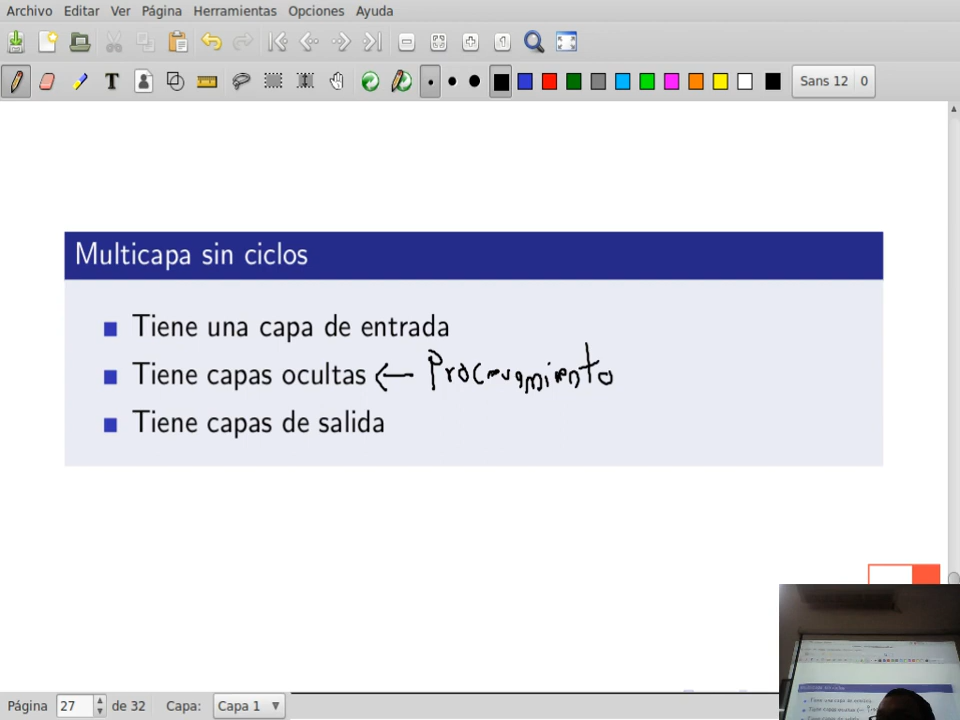 Archivo Editar Ver Página Herramientas Opciones Ayuda
T Sans 12 0
Multicapa sin ciclos
Tiene una capa de entrada
Tiene capas ocultas ← Procesamiento
Tiene capas de salida
Página 27 de 32 Capa: Capa 1